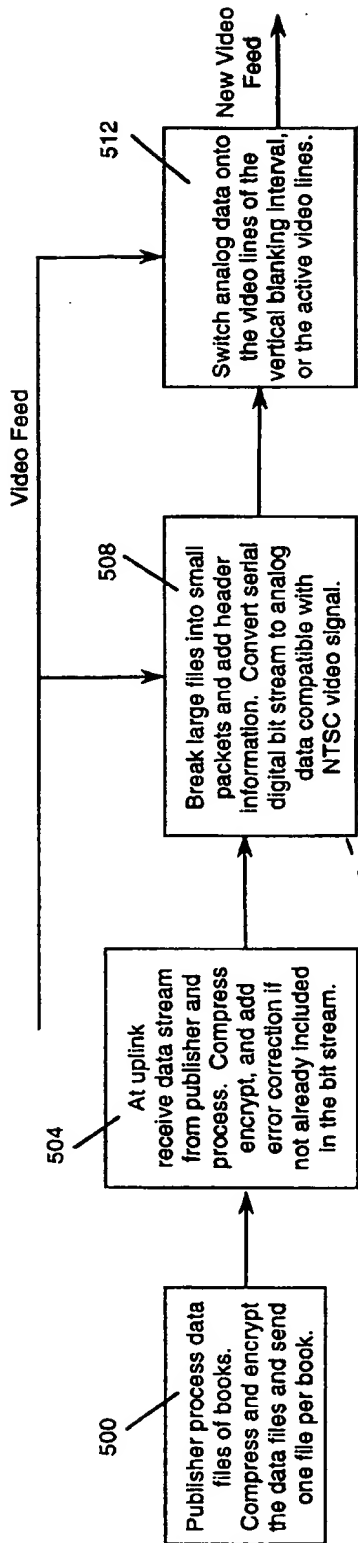 Video Feed
500
Publisher process data
files of books.
Compress and encrypt
the data files and send
one file per book.
504
At uplink
receive data stream
from publisher and
process. Compress
encrypt, and add
error correction if
not already included
in the bit stream.
508
Break large files into small
packets and add header
information. Convert serial
digital bit stream to analog
data compatible with
NTSC video signal.
512
Switch analog data onto
the video lines of the
vertical blanking interval,
or the active video lines.
New Video
Feed